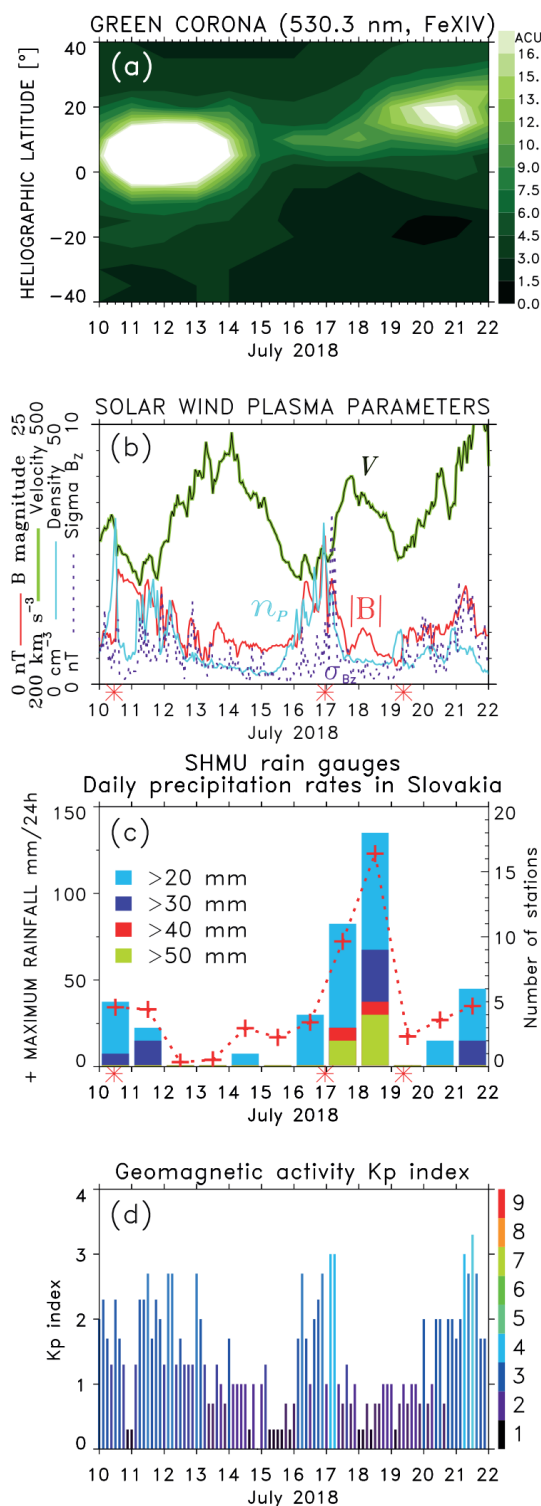 GREEN CORONA (530.3 nm, FeXIV)
(a)
HELIOGRAPHIC LATITUDE [°]
40
20
0
−20
−40
10 11 12 13 14 15 16 17 18 19 20 21 22
July 2018
ACU
16.
15.
13.
12.
10.
9.0
7.5
6.0
4.5
3.0
1.5
0.0
SOLAR WIND PLASMA PARAMETERS
(b)
0 nT B magnitude 25
200 km s⁻¹ Velocity 500
0 cm⁻³ Density 50
0 nT Sigma Bz 10
V
np
|B|
σBz
10 11 12 13 14 15 16 17 18 19 20 21 22
July 2018
SHMU rain gauges
Daily precipitation rates in Slovakia
(c)
+ MAXIMUM RAINFALL mm/24h
150
100
50
0
>20 mm
>30 mm
>40 mm
>50 mm
20
15
10
5
0
Number of stations
10 11 12 13 14 15 16 17 18 19 20 21 22
July 2018
Geomagnetic activity Kp index
(d)
Kp index
4
3
2
1
0
9
8
7
6
5
4
3
2
1
10 11 12 13 14 15 16 17 18 19 20 21 22
July 2018